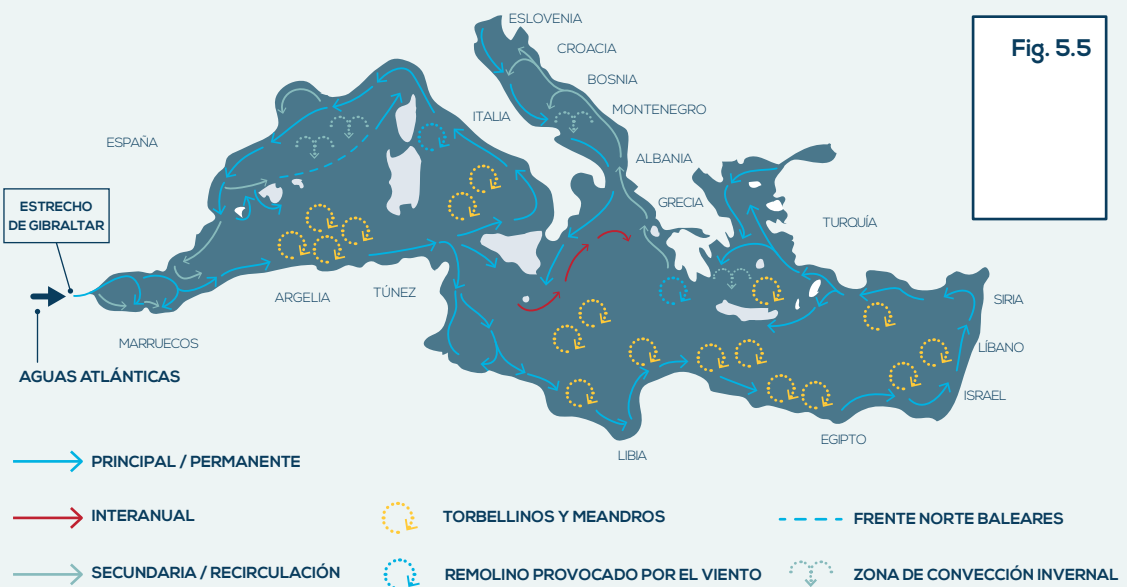 ESLOVENIA
Fig. 5.5
CROACIA
BOSNIA
MONTENEGRO
ITALIA
ESPAÑA
ALBANIA
GRECIA
ESTRECHO
DE GIBRALTAR
TURQUÍA
ARGELIA
TÚNEZ
SIRIA
MARRUECOS
LÍBANO
AGUAS ATLÁNTICAS
ISRAEL
EGIPTO
LIBIA
PRINCIPAL / PERMANENTE
INTERANUAL
TORBELLINOS Y MEANDROS
FRENTE NORTE BALEARES
SECUNDARIA / RECIRCULACIÓN
REMOLINO PROVOCADO POR EL VIENTO
ZONA DE CONVECCIÓN INVERNAL